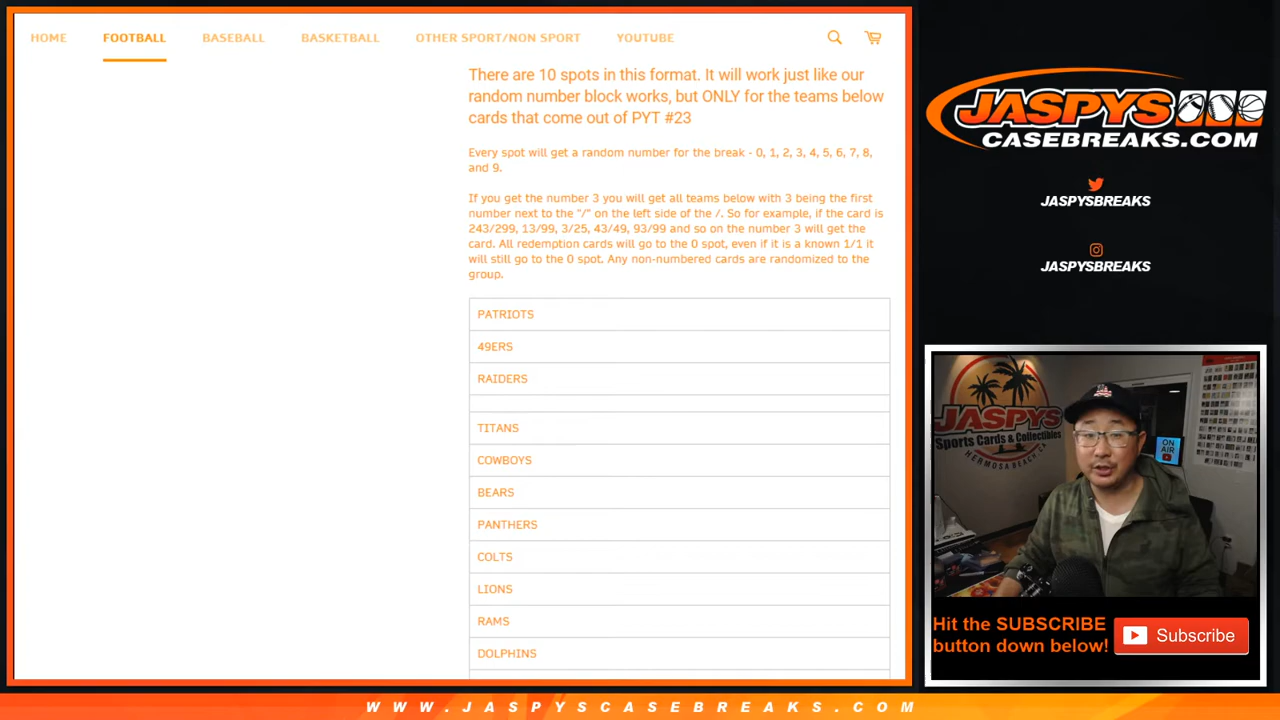 HOME FOOTBALL BASEBALL BASKETBALL OTHER SPORT/NON SPORT YOUTUBE
There are 10 spots in this format. It will work just like our
random number block works, but ONLY for the teams below
cards that come out of PYT #23
Every spot will get a random number for the break - 0, 1, 2, 3, 4, 5, 6, 7, 8,
and 9.
If you get the number 3 you will get all teams below with 3 being the first
number next to the "/" on the left side of the /. So for example, if the card is
243/299, 13/99, 3/25, 43/49, 93/99 and so on the number 3 will get the
card. All redemption cards will go to the 0 spot, even if it is a known 1/1 it
will still go to the 0 spot. Any non-numbered cards are randomized to the
group.
PATRIOTS
49ERS
RAIDERS
TITANS
COWBOYS
BEARS
PANTHERS
COLTS
LIONS
RAMS
DOLPHINS
JASPYS
CASEBREAKS.COM
JASPYSBREAKS
JASPYSBREAKS
JASPYS
Sports Cards & Collectibles
HERMOSA BEACH, CA
ON
AIR
Hit the SUBSCRIBE
button down below!
Subscribe
WWW.JASPYSCASEBREAKS.COM